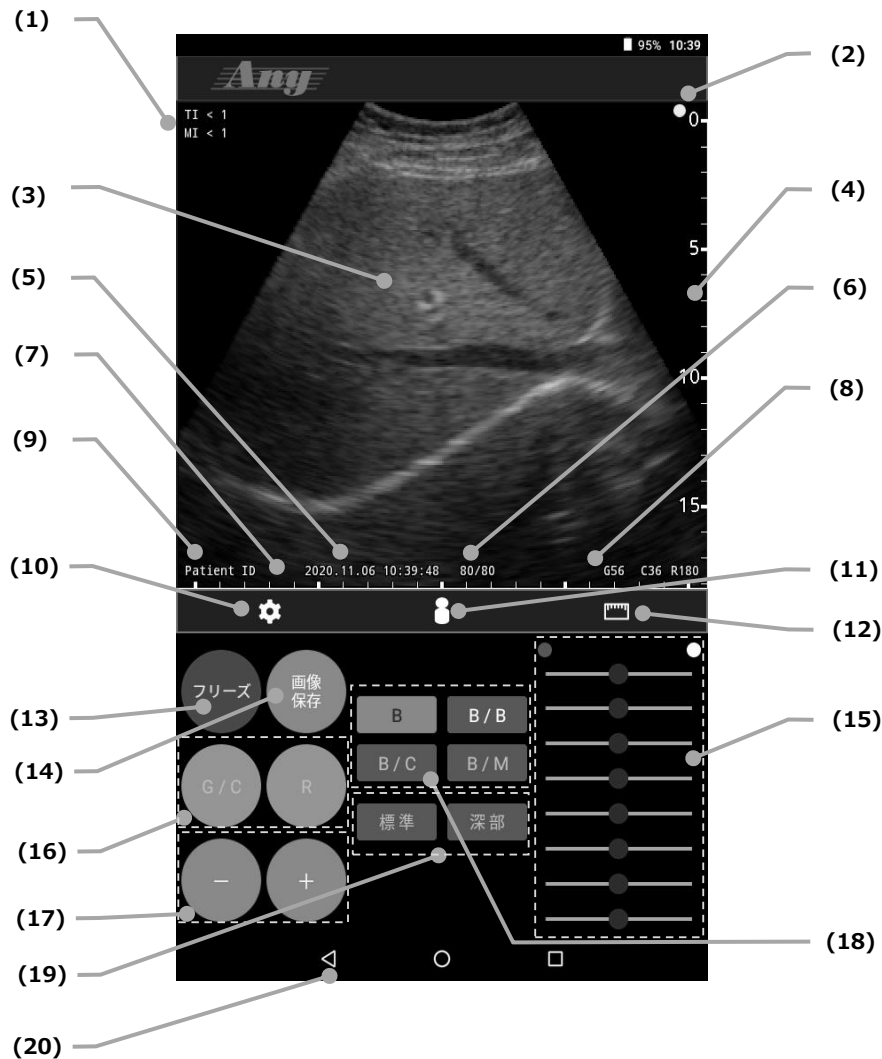 (1)
95% 10:39
(2)
Any
TI < 1
MI < 1
0
(3)
(4)
5
(5)
(6)
(7)
10
(8)
(9)
15
Patient ID 2020.11.06 10:39:48 80/80 G56 C36 R180
(10)
(11)
(12)
フリーズ
画像
保存
B B/B
(13)
(15)
B/C B/M
(14)
G/C R
標準 深部
(16)
− +
(17)
(18)
(19)
(20)